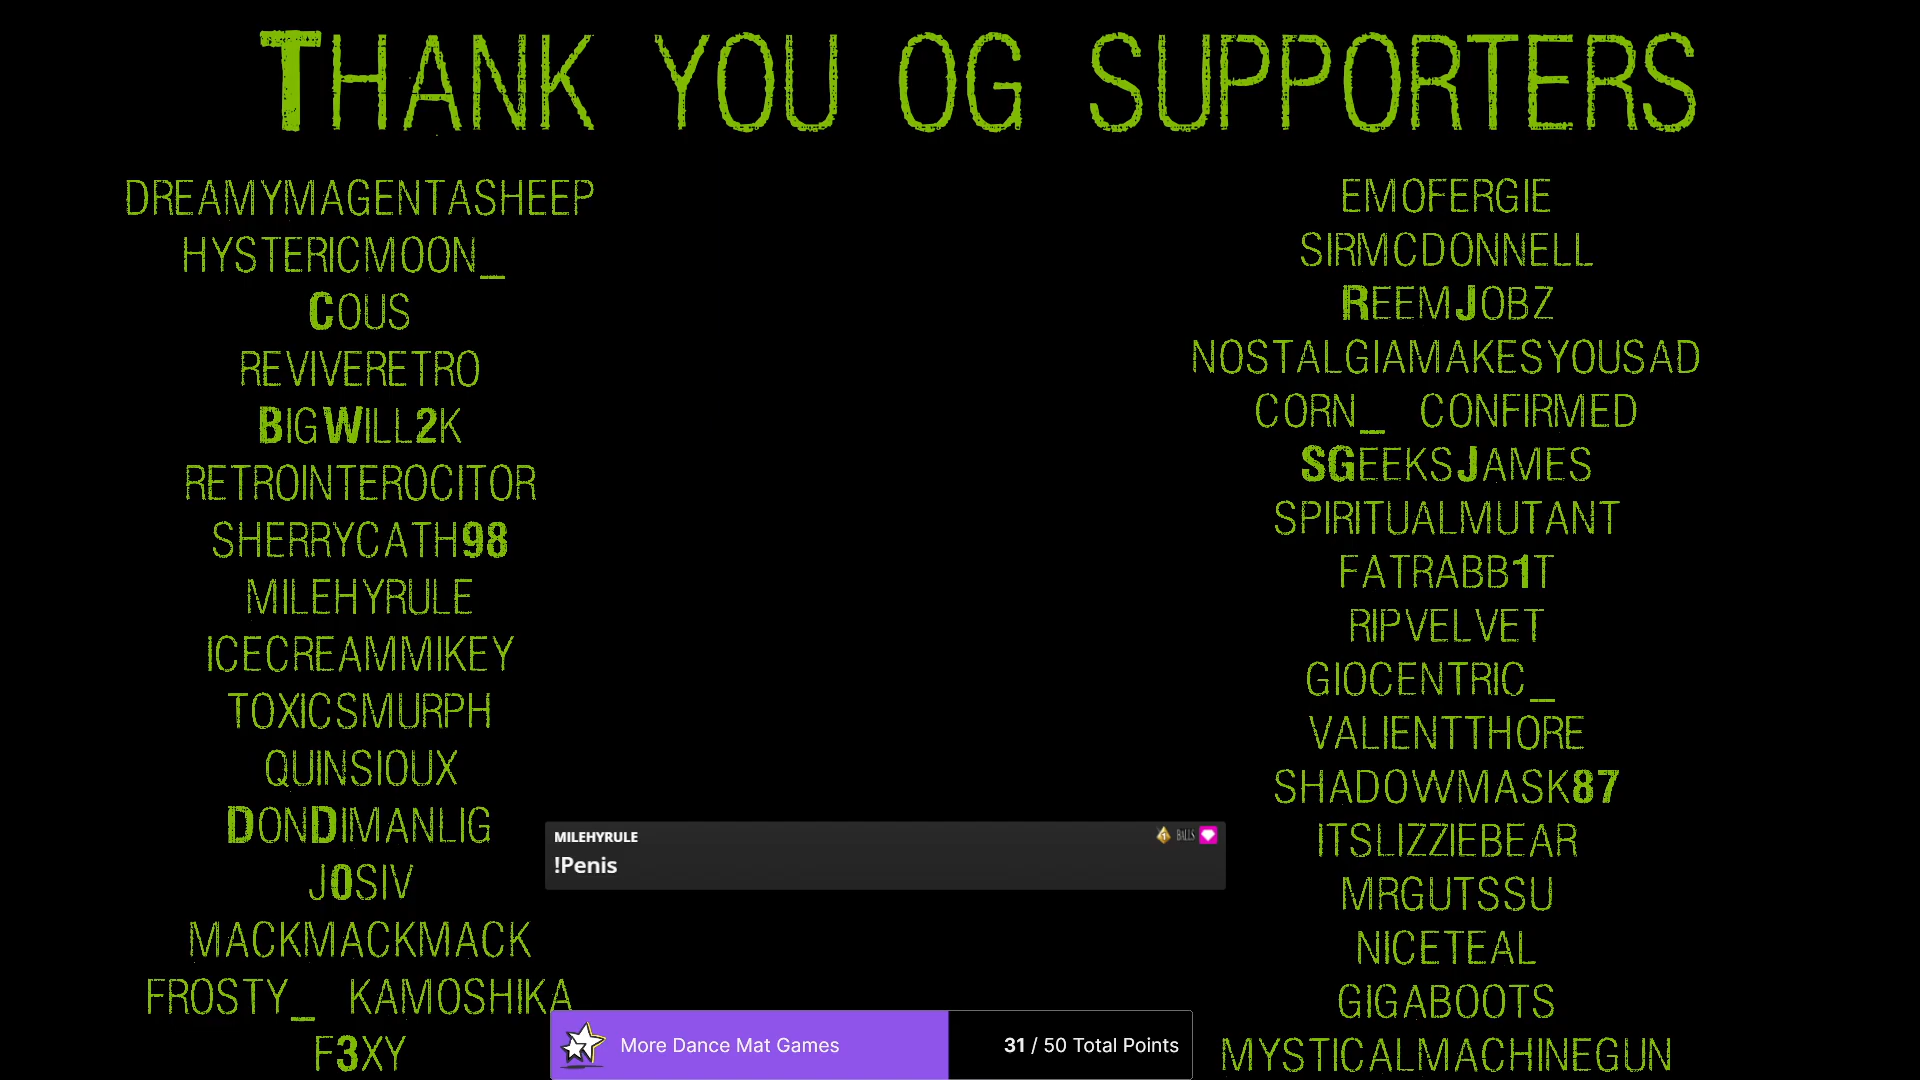 Thank you og supporters
dreamymagentasheep
hystericmoon_
Cous
reviveretro
BigWill2k
retrointerocitor
sherrycath98
milehyrule
icecreammikey
toxicsmurph
quinsioux
DonDimanlig
j0siv
mackmackmack
frosty_ kamoshika
f3xy
emofergie
sirmcdonnell
ReemJobz
nostalgiamakesyousad
corn_ confirmed
SGeeksJames
spiritualmutant
fatrabb1t
ripvelvet
giocentric_
valientthore
shadowmask87
itslizziebear
mrgutssu
niceteal
gigaboots
mysticalmachinegun
MILEHYRULE
BALLS
!Penis
More Dance Mat Games
31 / 50 Total Points